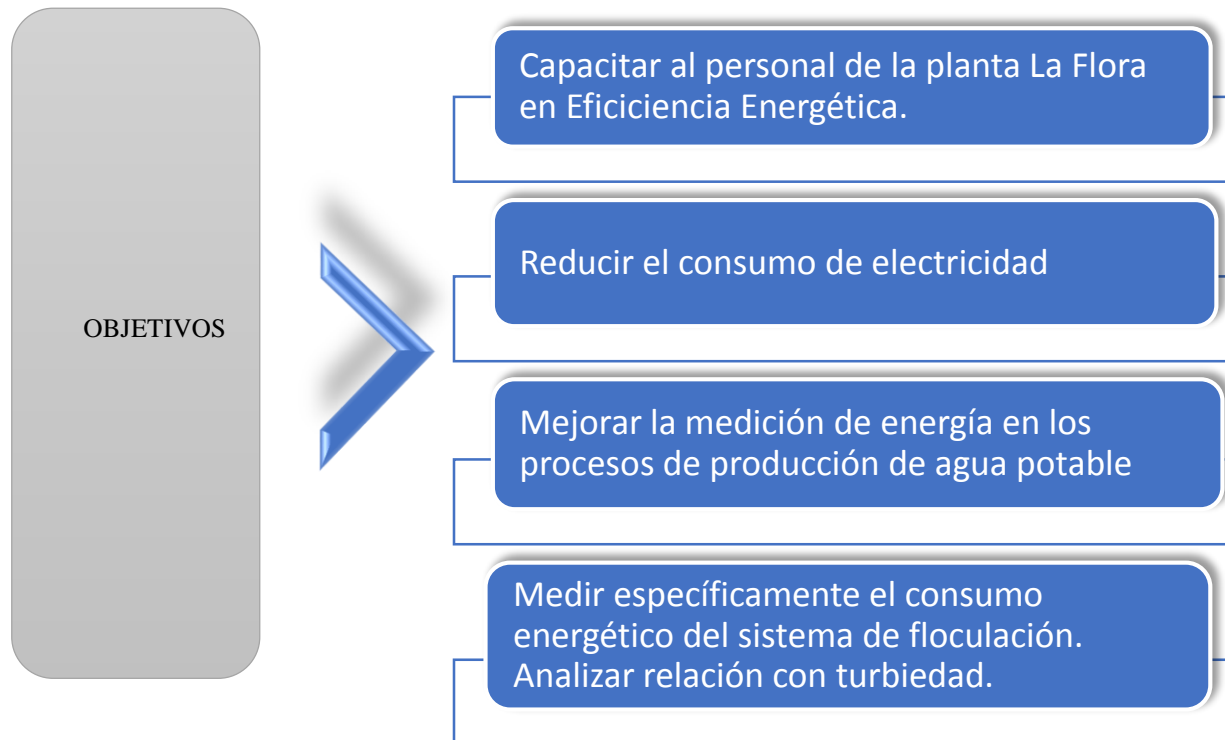 OBJETIVOS
Capacitar al personal de la planta La Flora
en Eficiciencia Energética.
Reducir el consumo de electricidad
Mejorar la medición de energía en los
procesos de producción de agua potable
Medir específicamente el consumo
energético del sistema de floculación.
Analizar relación con turbiedad.